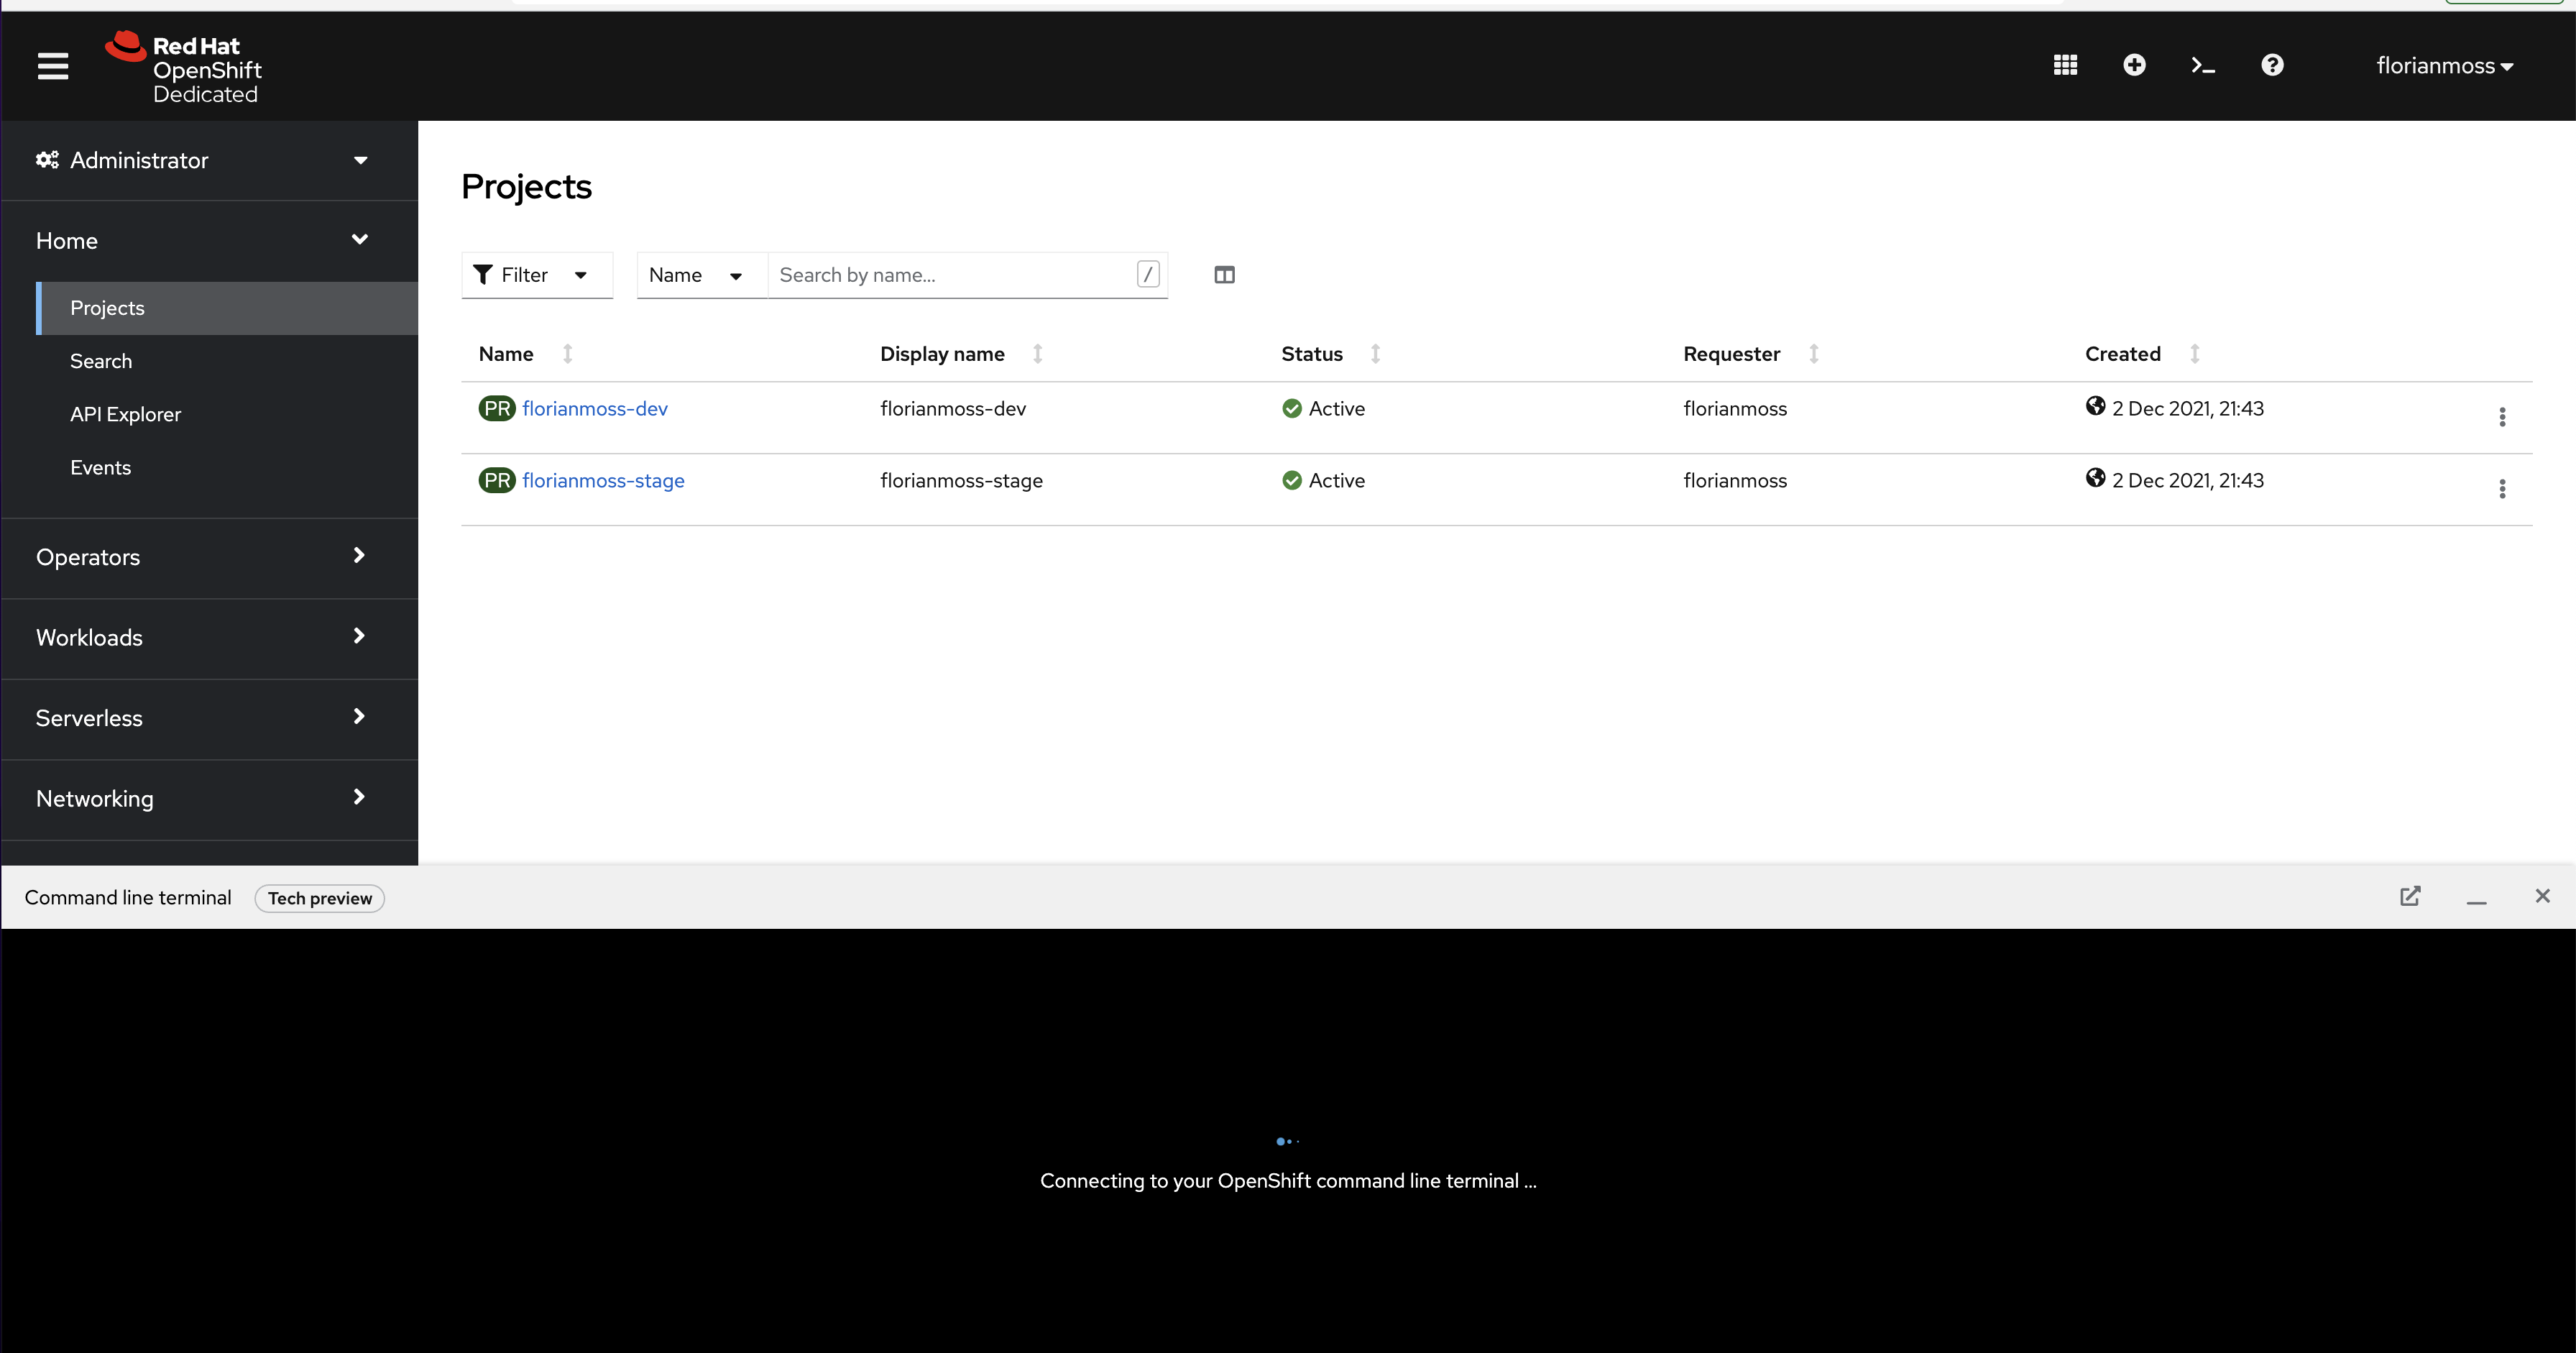 Red Hat
OpenShift
Dedicated
florianmoss
Administrator
Home
Projects
Search
API Explorer
Events
Operators
Workloads
Serverless
Networking
Projects
Filter
Name
Search by name...
/
Name Display name Status Requester Created
PR florianmoss-dev florianmoss-dev Active florianmoss 2 Dec 2021, 21:43
PR florianmoss-stage florianmoss-stage Active florianmoss 2 Dec 2021, 21:43
Command line terminal Tech preview
Connecting to your OpenShift command line terminal ...